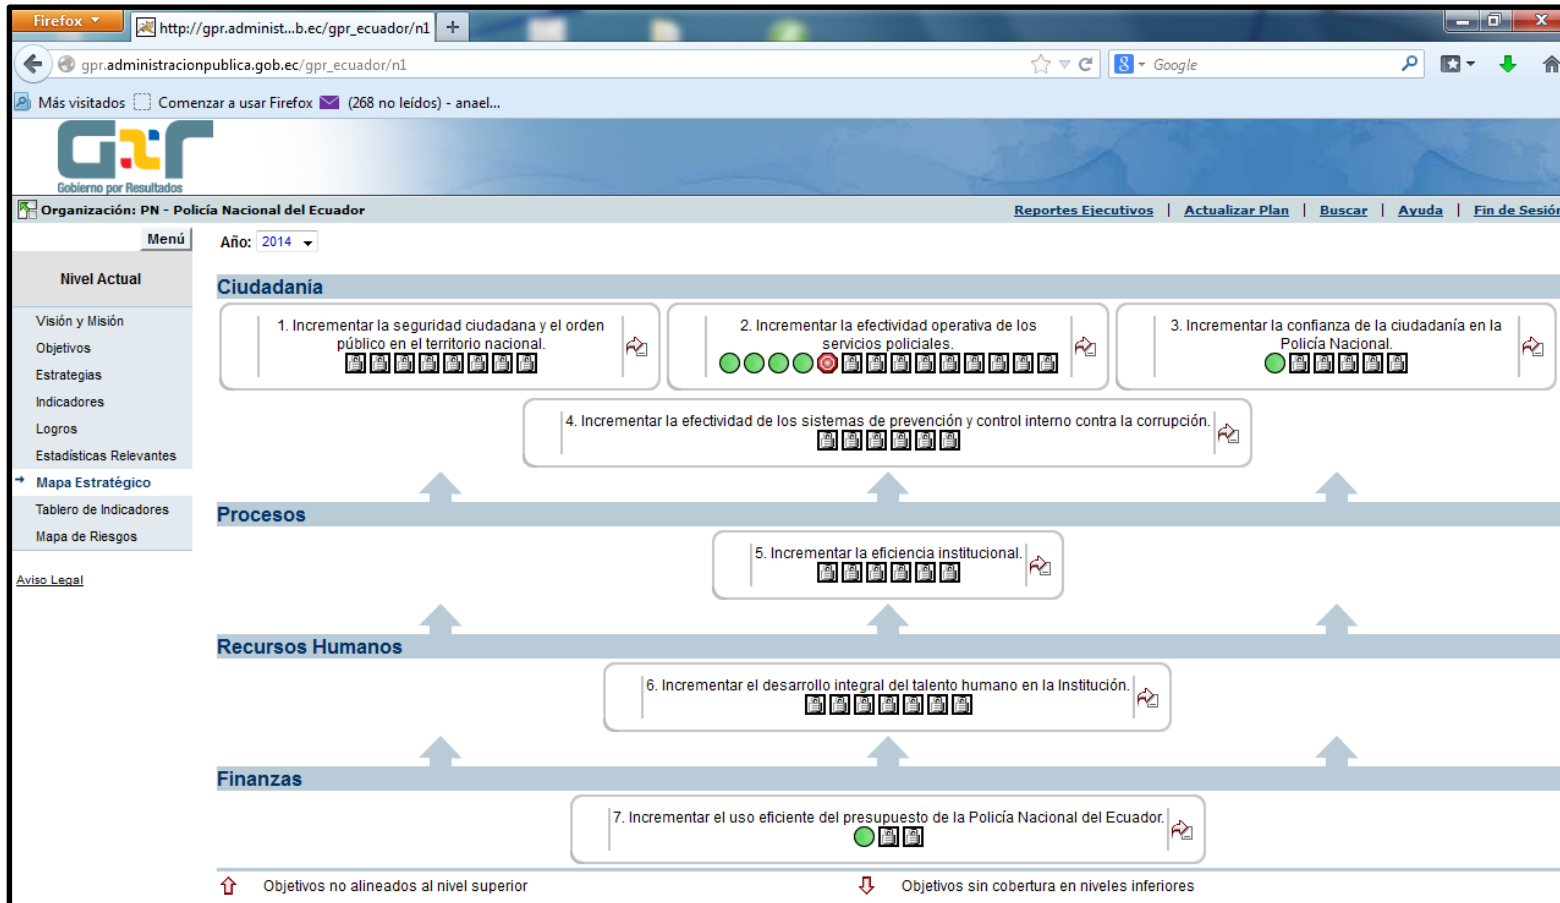 Firefox
http://gpr.administ...b.ec/gpr_ecuador/n1
gpr.administracionpublica.gob.ec/gpr_ecuador/n1
Google
Más visitados
Comenzar a usar Firefox
(268 no leídos) - anael...
GPR
Gobierno por Resultados
Organización: PN - Policía Nacional del Ecuador
Reportes Ejecutivos | Actualizar Plan | Buscar | Ayuda | Fin de Sesión
Menú
Nivel Actual
Visión y Misión
Objetivos
Estrategias
Indicadores
Logros
Estadísticas Relevantes
Mapa Estratégico
Tablero de Indicadores
Mapa de Riesgos
Aviso Legal
Año: 2014
Ciudadanía
1. Incrementar la seguridad ciudadana y el orden
público en el territorio nacional.
2. Incrementar la efectividad operativa de los
servicios policiales.
3. Incrementar la confianza de la ciudadanía en la
Policía Nacional.
4. Incrementar la efectividad de los sistemas de prevención y control interno contra la corrupción.
Procesos
5. Incrementar la eficiencia institucional.
Recursos Humanos
6. Incrementar el desarrollo integral del talento humano en la Institución.
Finanzas
7. Incrementar el uso eficiente del presupuesto de la Policía Nacional del Ecuador.
Objetivos no alineados al nivel superior
Objetivos sin cobertura en niveles inferiores